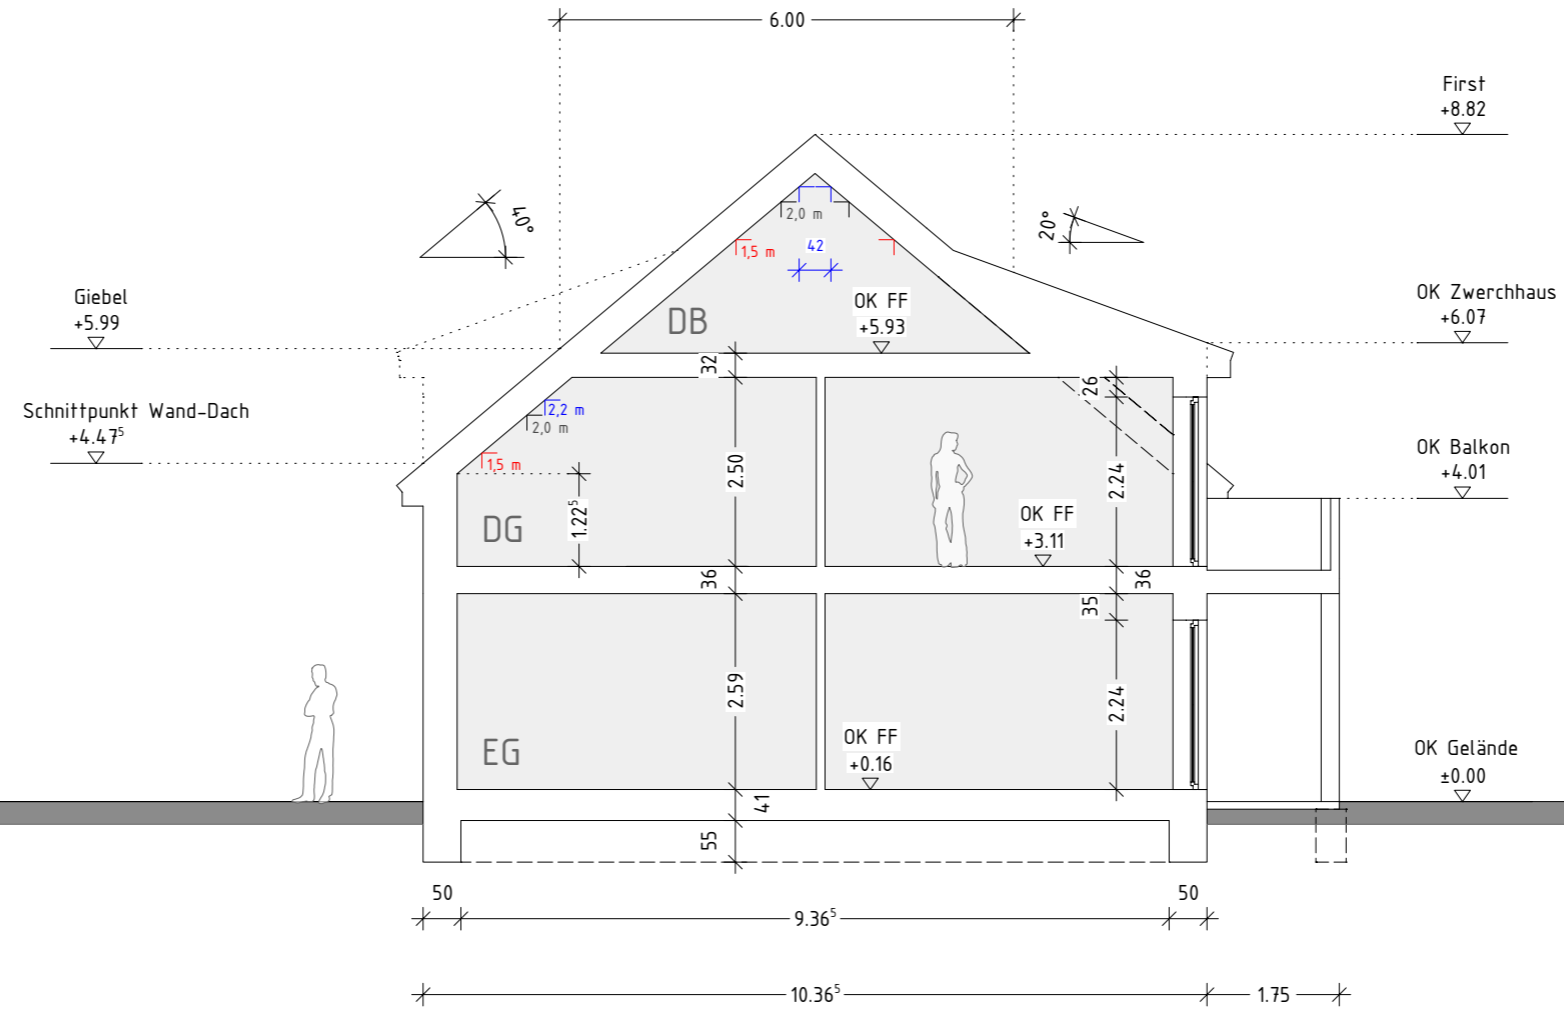 6.00
First
+8.82
40°
2,0 m
20°
1,5 m
42
Giebel
+5.99
DB
OK FF
+5.93
OK Zwerchhaus
+6.07
32
26
Schnittpunkt Wand-Dach
+4.47⁵
2,2 m
2,0 m
1,5 m
2.50
2.24
OK Balkon
+4.01
1.22⁵
DG
OK FF
+3.11
36
36
35
2.59
2.24
EG
OK FF
+0.16
OK Gelände
±0.00
41
55
50
9.36⁵
50
10.36⁵
1.75